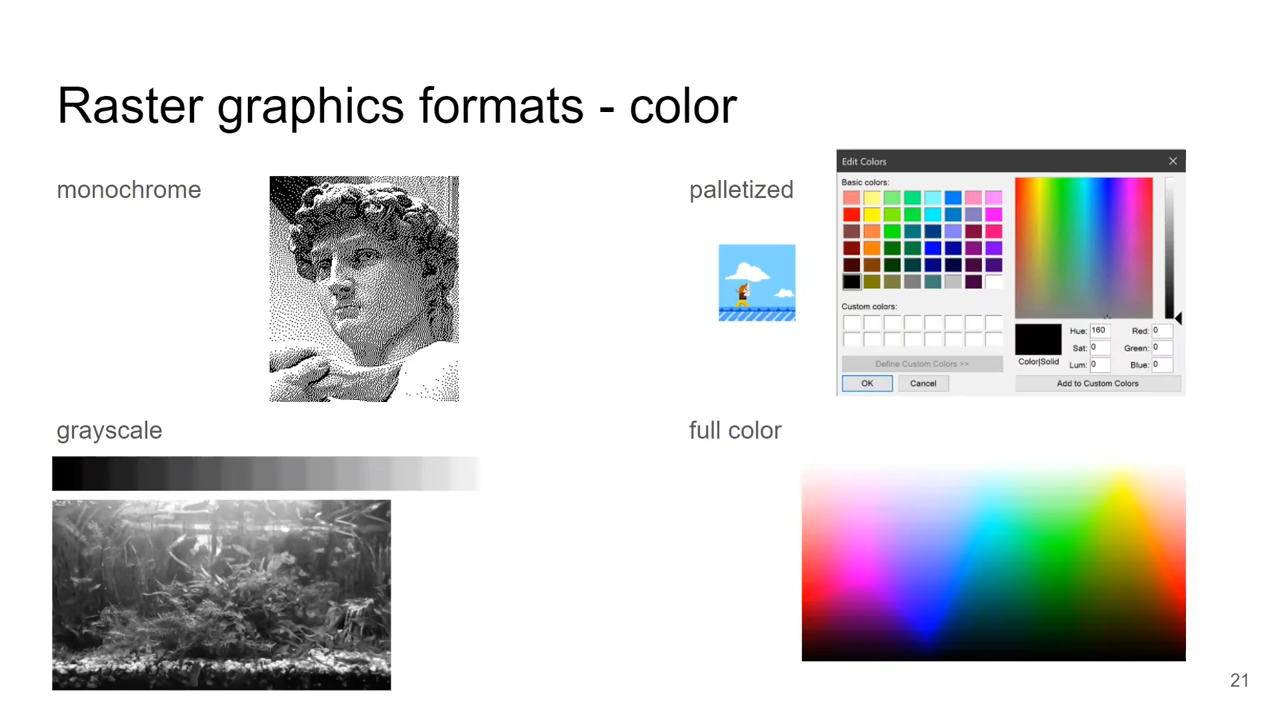 Raster graphics formats - color
monochrome
grayscale
palletized
Edit Colors
Basic colors:
Custom colors:
Define Custom Colors >>
OK
Cancel
Color|Solid
Hue: 160
Sat: 0
Lum: 0
Red: 0
Green: 0
Blue: 0
Add to Custom Colors
full color
21